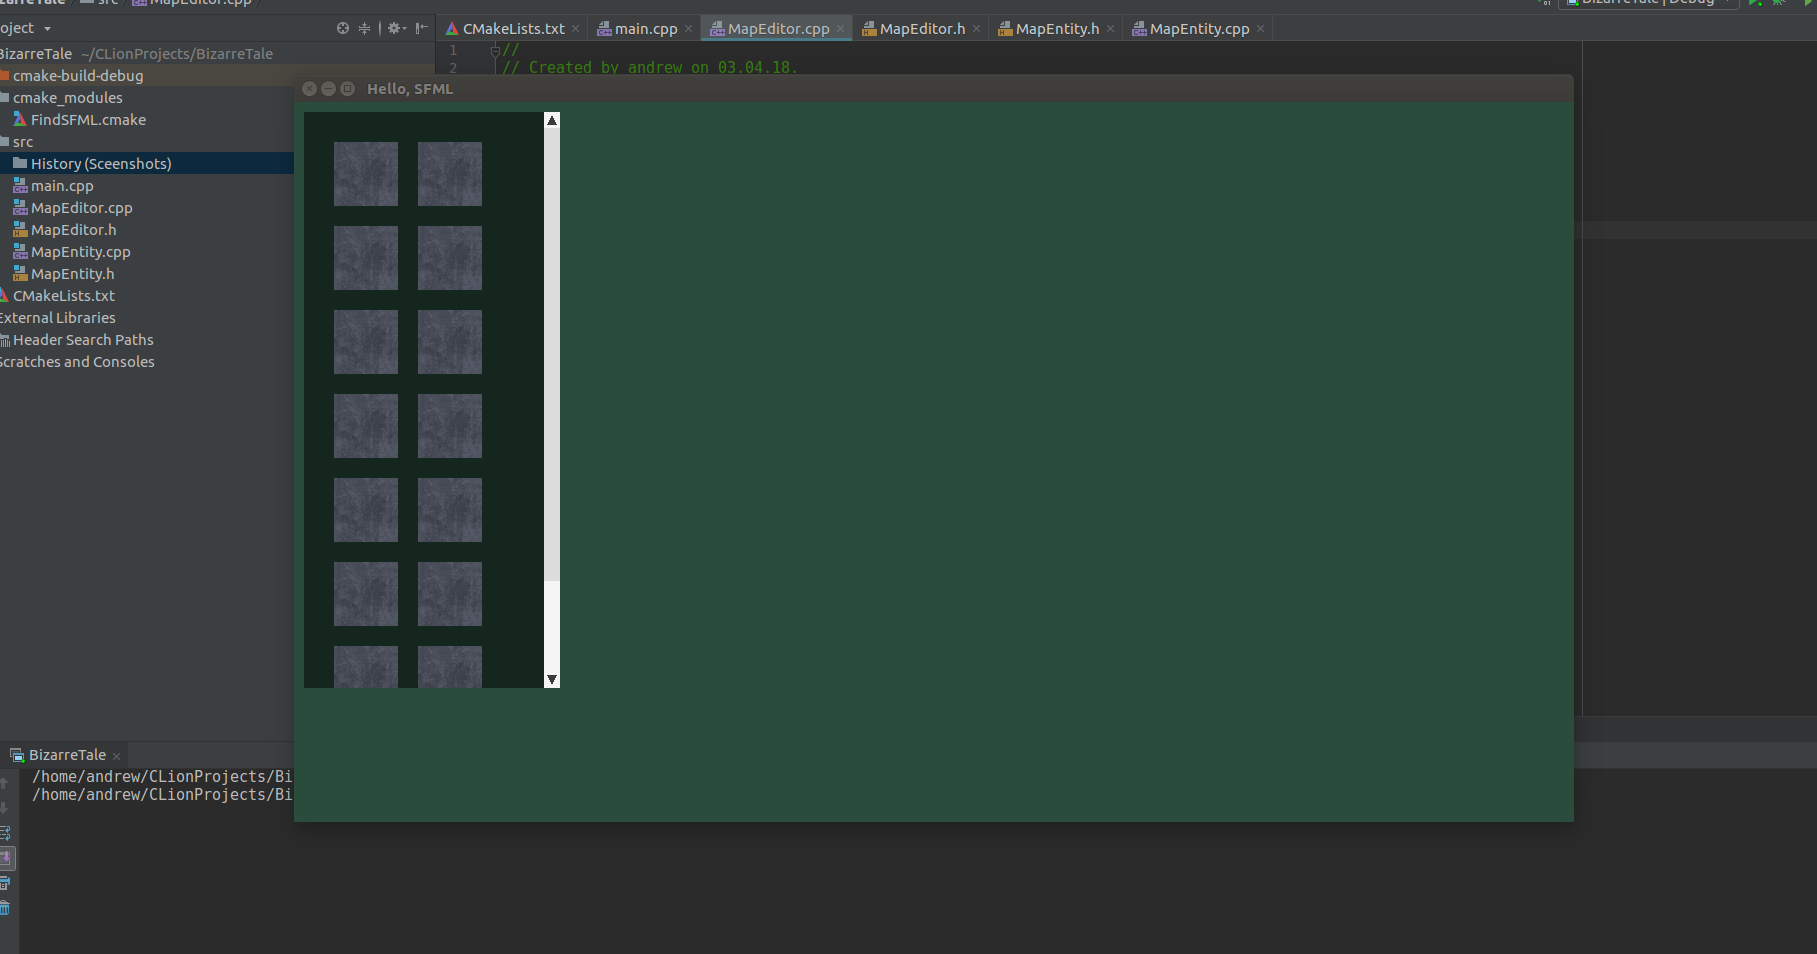 src MapEditor.cpp BizarreTale | Debug
CMakeLists.txt main.cpp MapEditor.cpp MapEditor.h MapEntity.h MapEntity.cpp
BizarreTale ~/CLionProjects/BizarreTale
cmake-build-debug
cmake_modules
FindSFML.cmake
src
History (Sceenshots)
main.cpp
MapEditor.cpp
MapEditor.h
MapEntity.cpp
MapEntity.h
CMakeLists.txt
External Libraries
Header Search Paths
Scratches and Consoles
1 //
2 // Created by andrew on 03.04.18.
Hello, SFML
BizarreTale
/home/andrew/CLionProjects/Bi
/home/andrew/CLionProjects/Bi